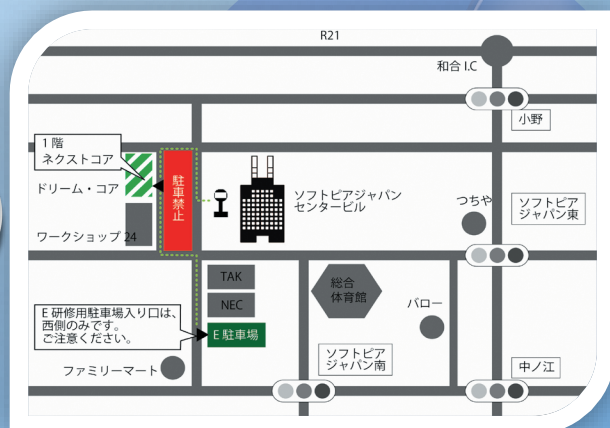 R21
和合 I.C
小野
1 階
ネクストコア
ドリーム・コア
駐車禁止
ソフトピアジャパン
センタービル
つちや
ソフトピア
ジャパン東
ワークショップ 24
TAK
NEC
総合
体育館
バロー
E 研修用駐車場入り口は、
西側のみです。
ご注意ください。
E 駐車場
ソフトピア
ジャパン南
中ノ江
ファミリーマート